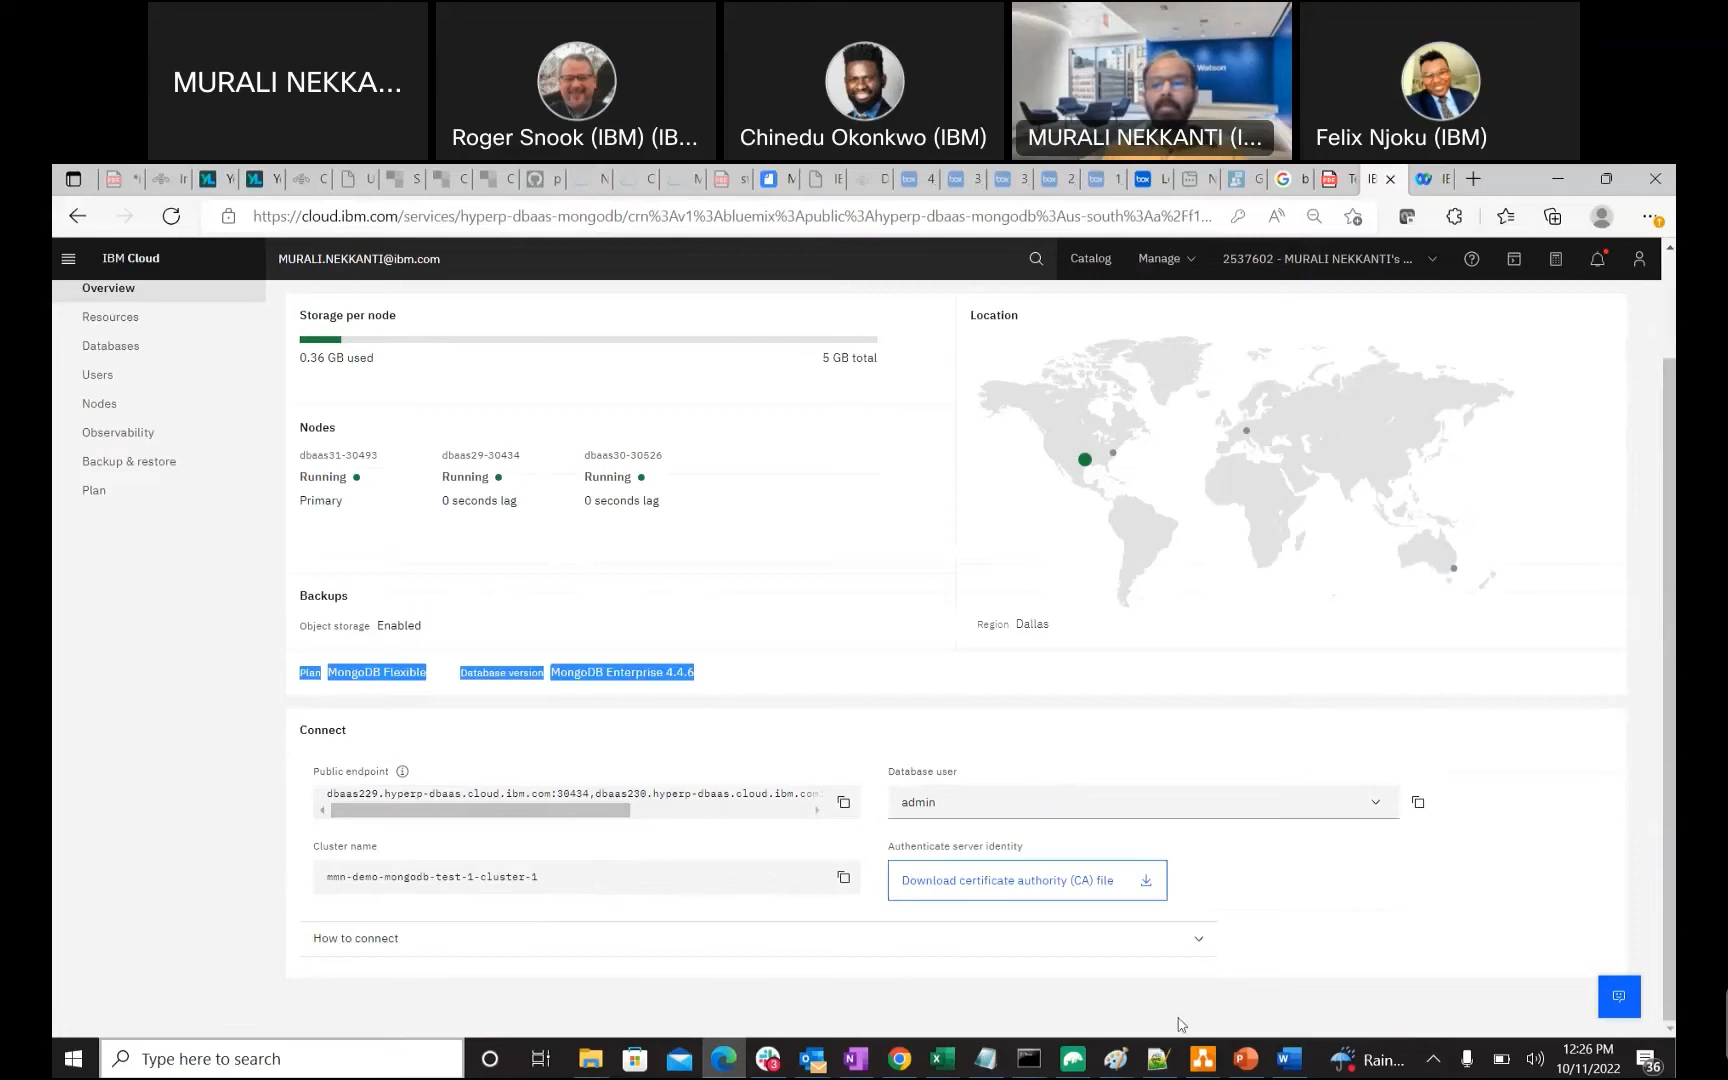 MURALI NEKKA...
Roger Snook (IBM) (IB...
Chinedu Okonkwo (IBM)
MURALI NEKKANTI (I...
Felix Njoku (IBM)
Watson
https://cloud.ibm.com/services/hyperp-dbaas-mongodb/crn%3Av1%3Abluemix%3Apublic%3Ahyperp-dbaas-mongodb%3Aus-south%3Aa%2Ff1...
IBM Cloud
MURALI.NEKKANTI@ibm.com
Catalog
Manage
2537602 - MURALI NEKKANTI's ...
Overview
Resources
Databases
Users
Nodes
Observability
Backup & restore
Plan
Storage per node
0.36 GB used
5 GB total
Location
Nodes
dbaas31-30493
dbaas29-30434
dbaas30-30526
Running
Running
Running
Primary
0 seconds lag
0 seconds lag
Backups
Object storage Enabled
Region Dallas
Plan MongoDB Flexible Database version MongoDB Enterprise 4.4.6
Connect
Public endpoint
dbaas229.hyperp-dbaas.cloud.ibm.com:30434,dbaas230.hyperp-dbaas.cloud.ibm.com:
Database user
admin
Cluster name
mmn-demo-mongodb-test-1-cluster-1
Authenticate server identity
Download certificate authority (CA) file
How to connect
Type here to search
Rain...
12:26 PM
10/11/2022
36